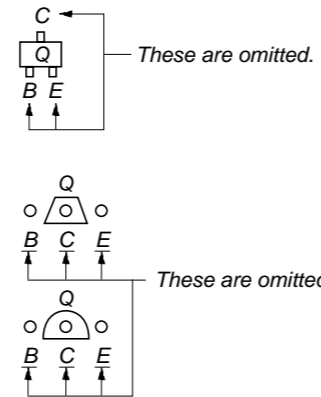 C
These are omitted.
Q
B E
Q
B C E
These are omitted
Q
B C E